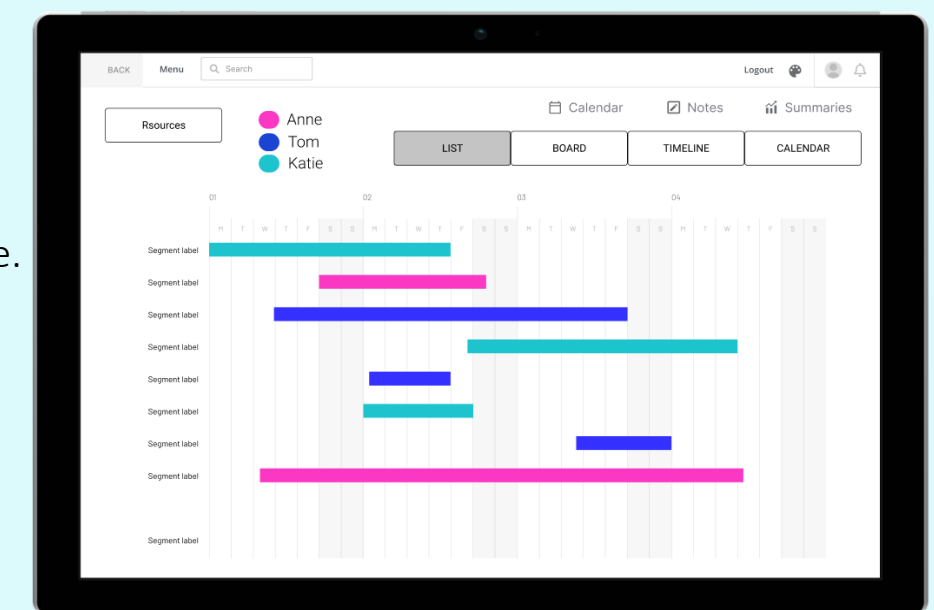 BACK Menu Search Logout
Calendar Notes Summaries
Rsources
Anne
Tom
Katie
LIST BOARD TIMELINE CALENDAR
e.
01 02 03 04
M T W T F S S M T W T F S S M T W T F S S M T W T F S S
Segment label
Segment label
Segment label
Segment label
Segment label
Segment label
Segment label
Segment label
Segment label